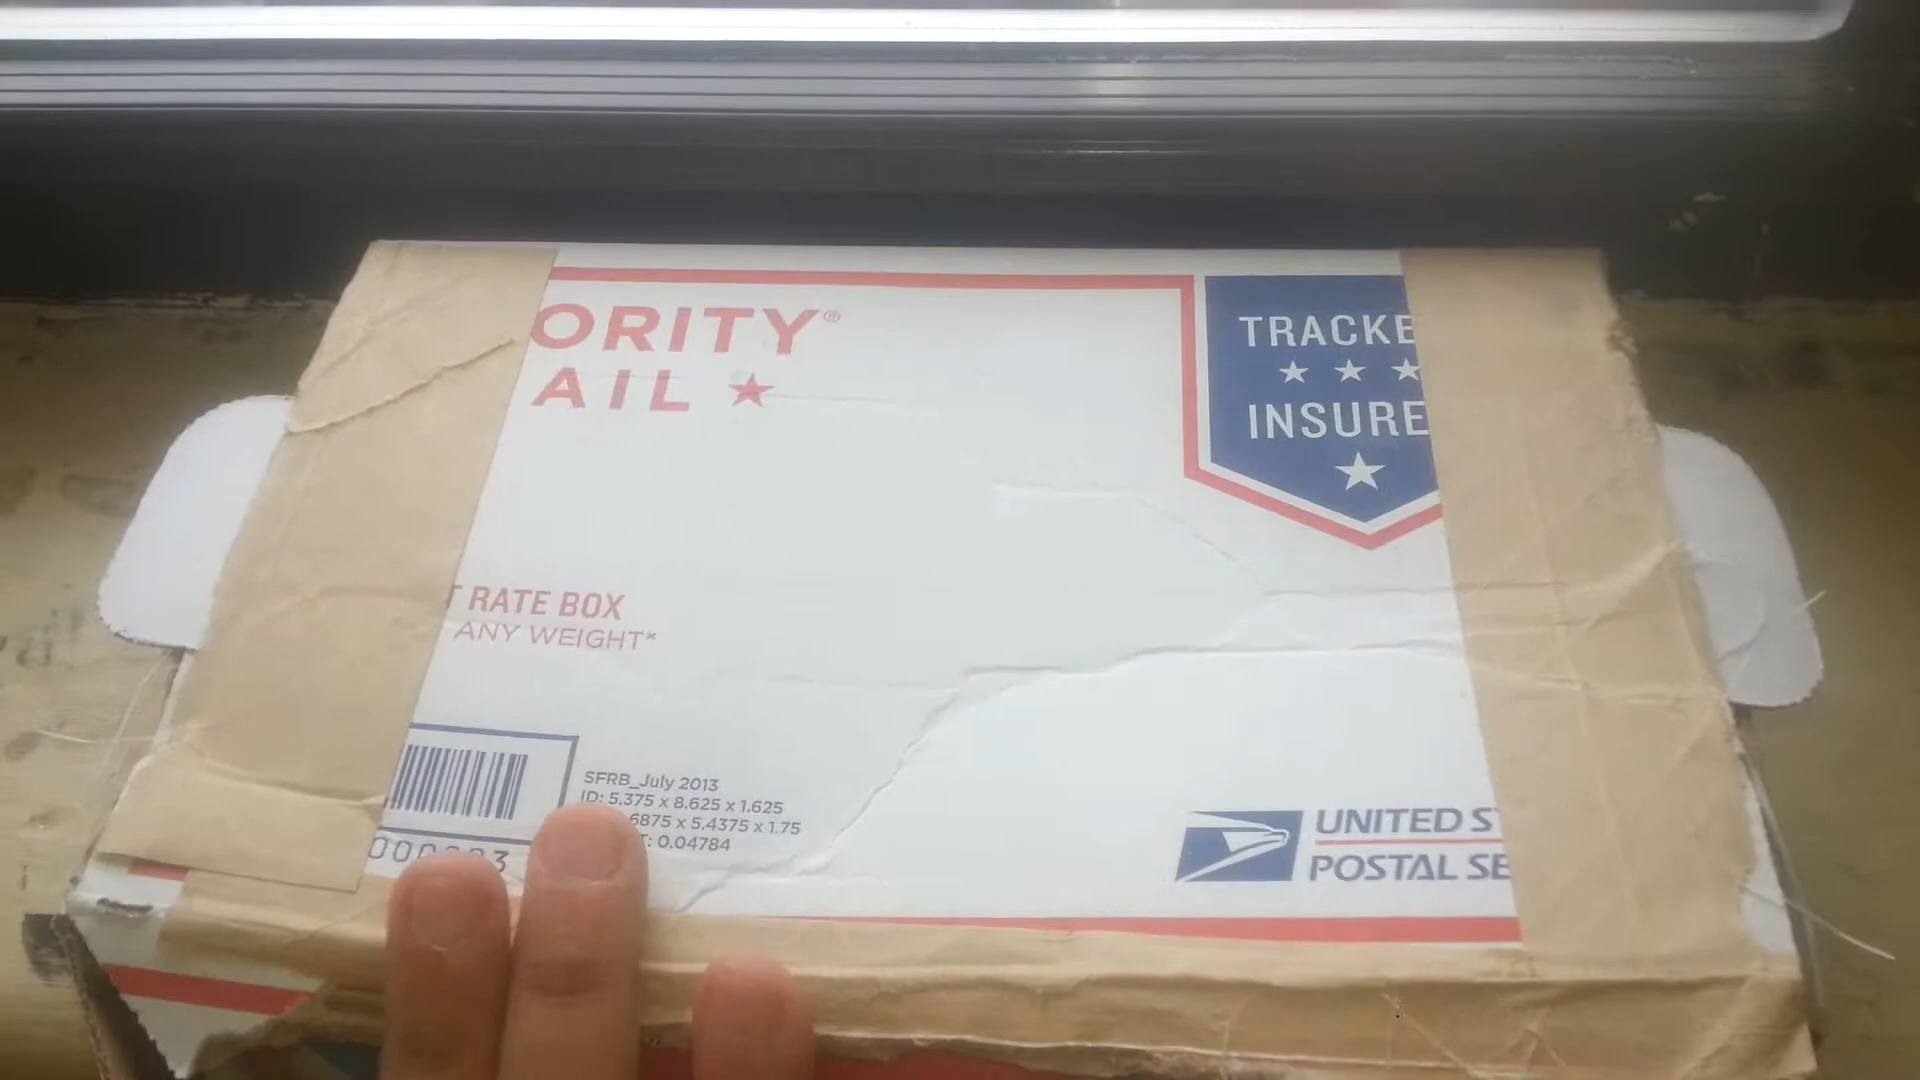 ORITY®
AIL ★
TRACKE
★ ★ ★
INSURE
★
T RATE BOX
ANY WEIGHT*
SFRB_July 2013
ID: 5.375 x 8.625 x 1.625
6875 x 5.4375 x 1.75
: 0.04784
UNITED S
POSTAL SE